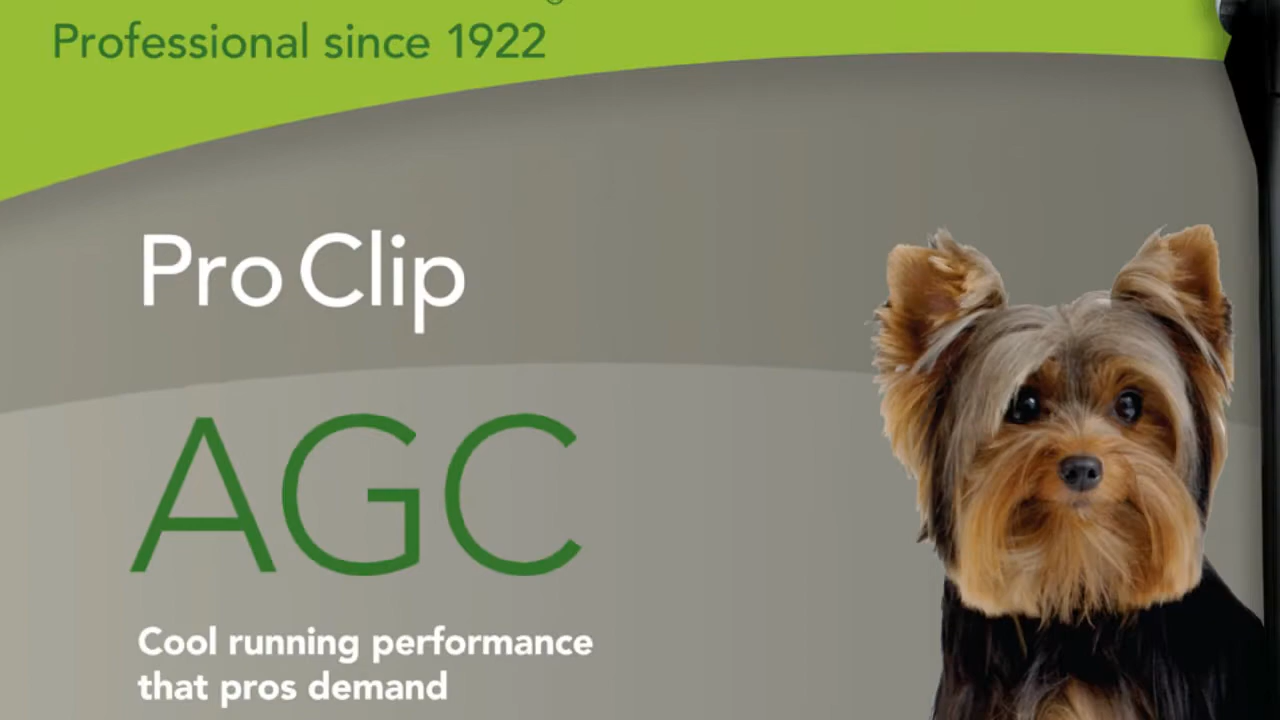 Professional since 1922
Pro Clip
AGC
Cool running performance
that pros demand